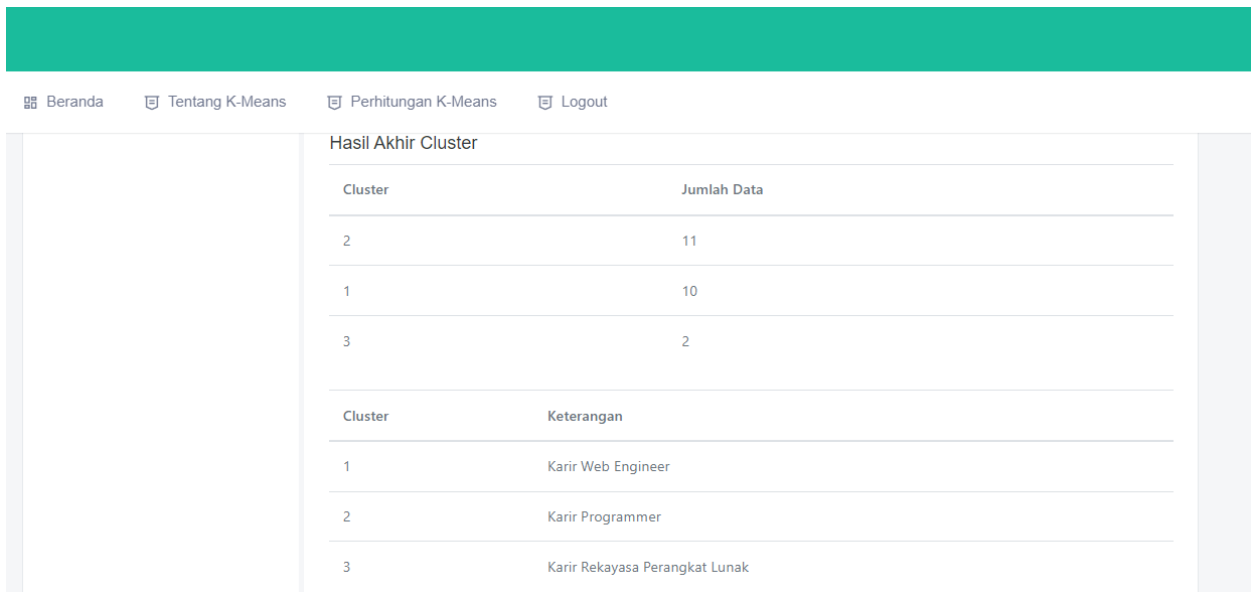 Beranda Tentang K-Means Perhitungan K-Means Logout
Hasil Akhir Cluster
Cluster Jumlah Data
2 11
1 10
3 2
Cluster Keterangan
1 Karir Web Engineer
2 Karir Programmer
3 Karir Rekayasa Perangkat Lunak